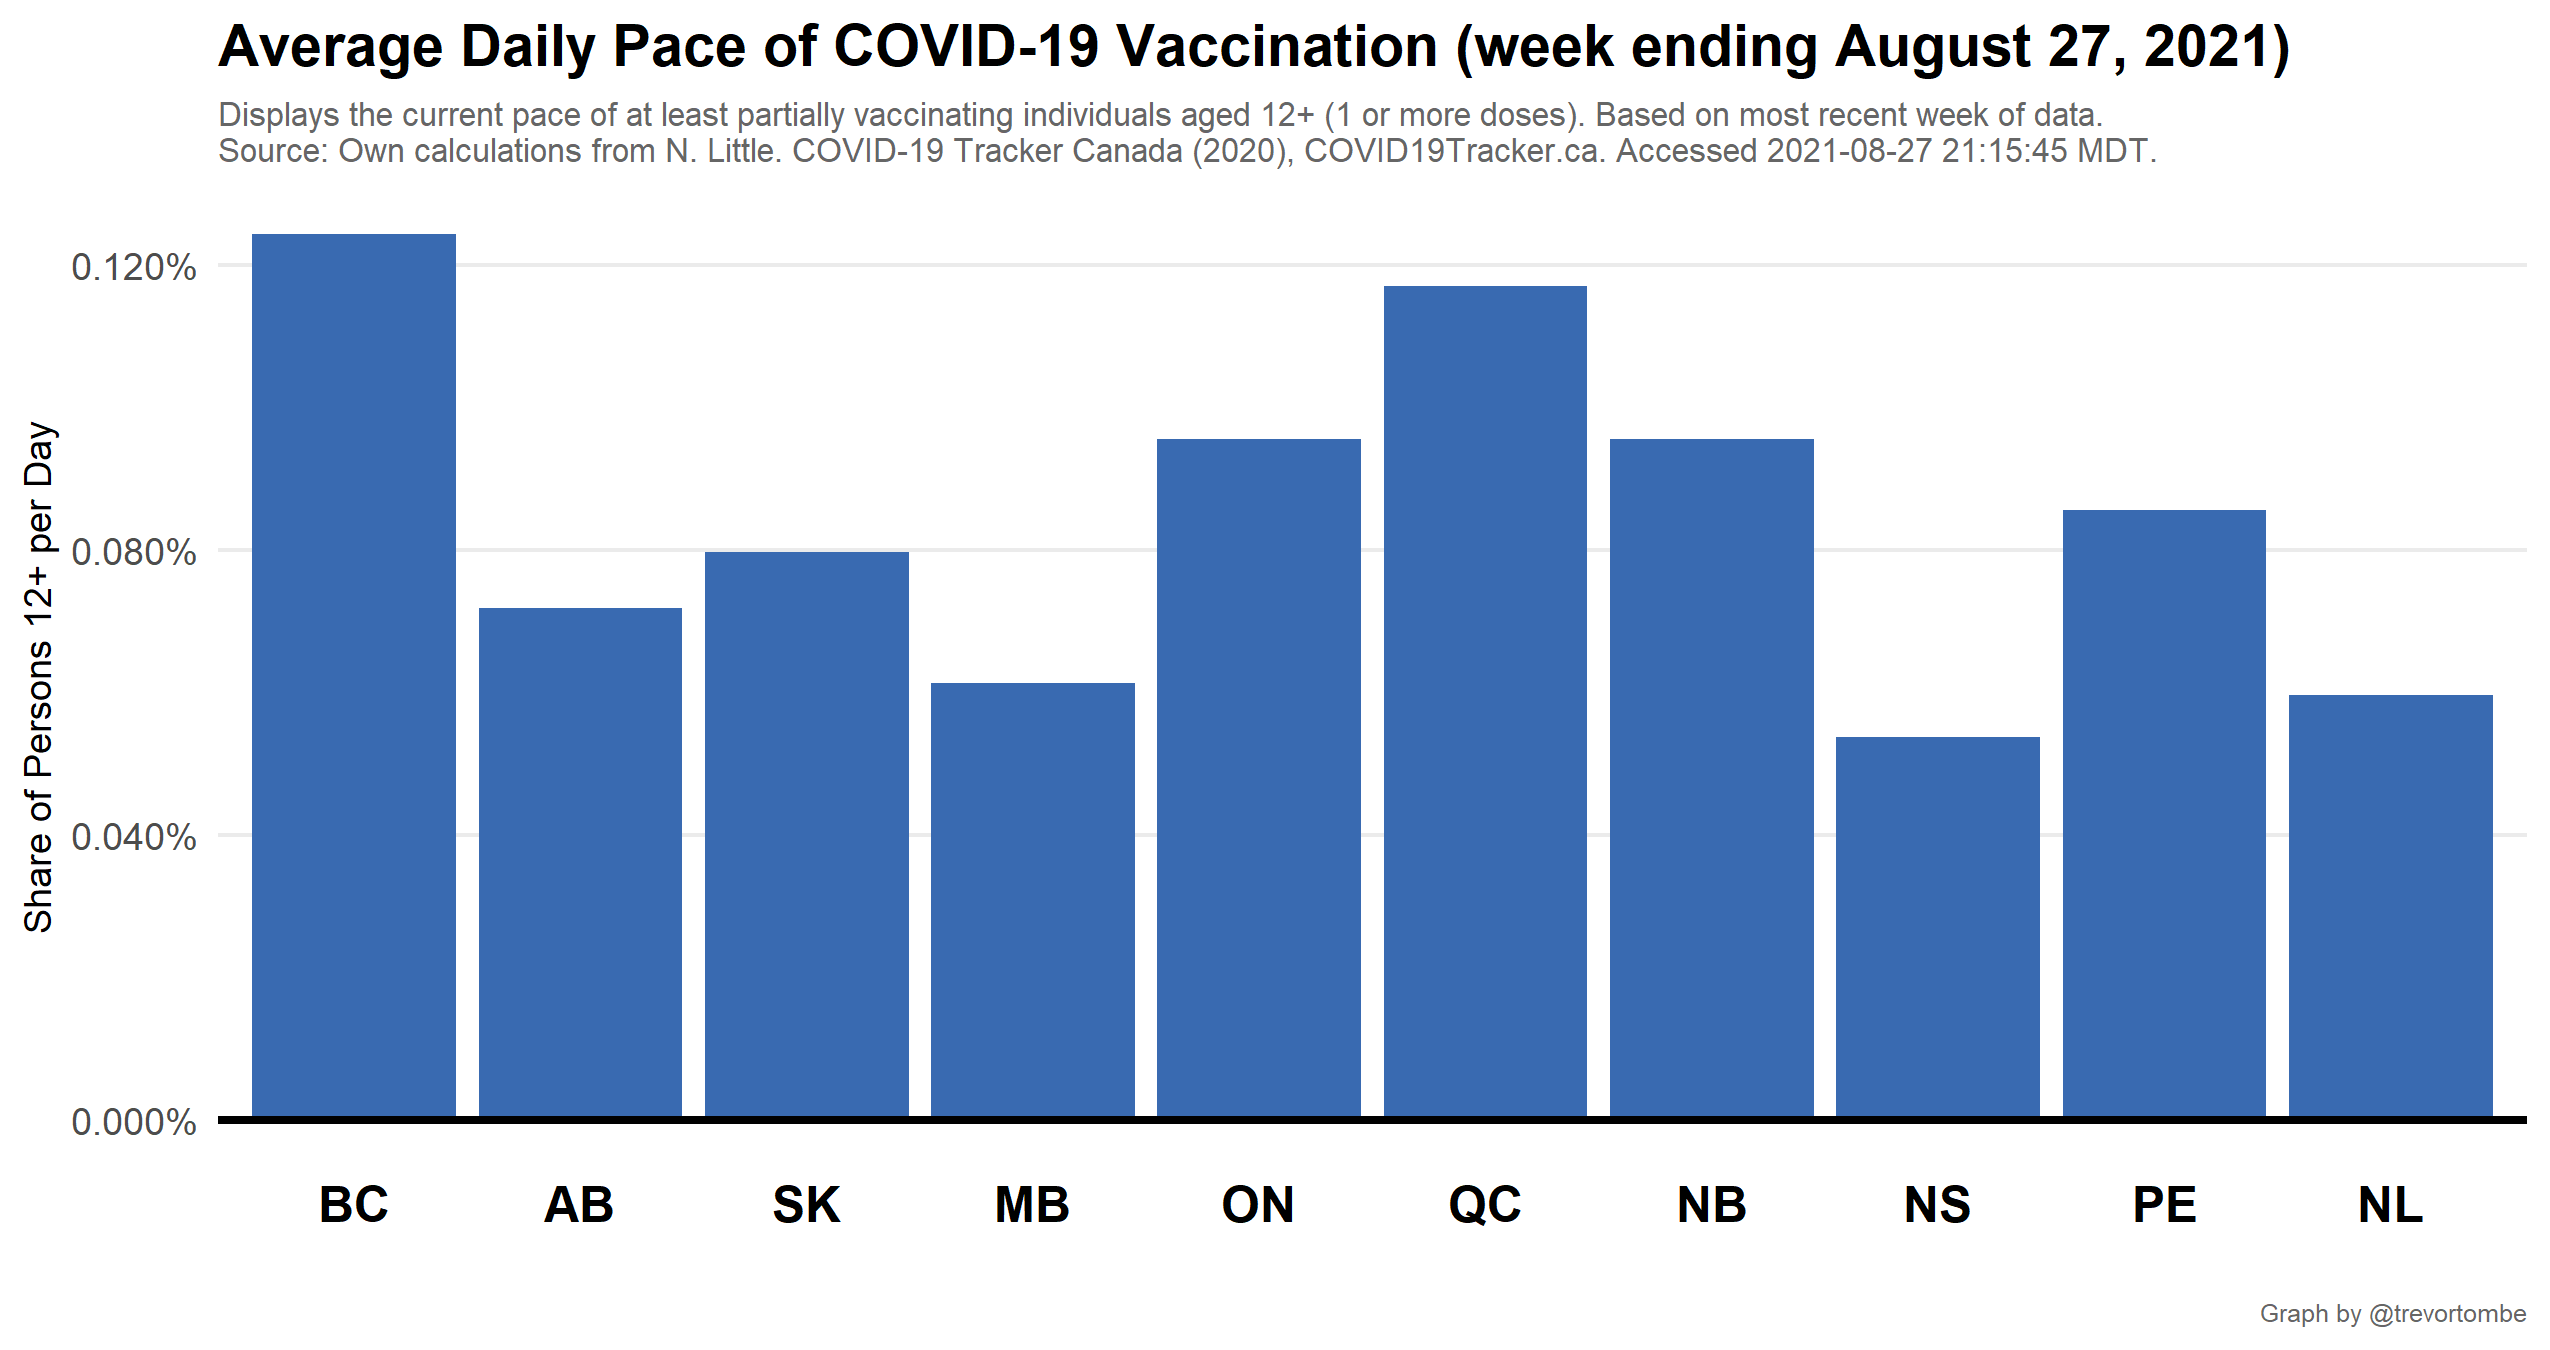 Average Daily Pace of COVID-19 Vaccination (week ending August 27, 2021)
Displays the current pace of at least partially vaccinating individuals aged 12+ (1 or more doses). Based on most recent week of data.
Source: Own calculations from N. Little. COVID-19 Tracker Canada (2020), COVID19Tracker.ca. Accessed 2021-08-27 21:15:45 MDT.
Share of Persons 12+ per Day
0.120%
0.080%
0.040%
0.000%
BC AB SK MB ON QC NB NS PE NL
Graph by @trevortombe